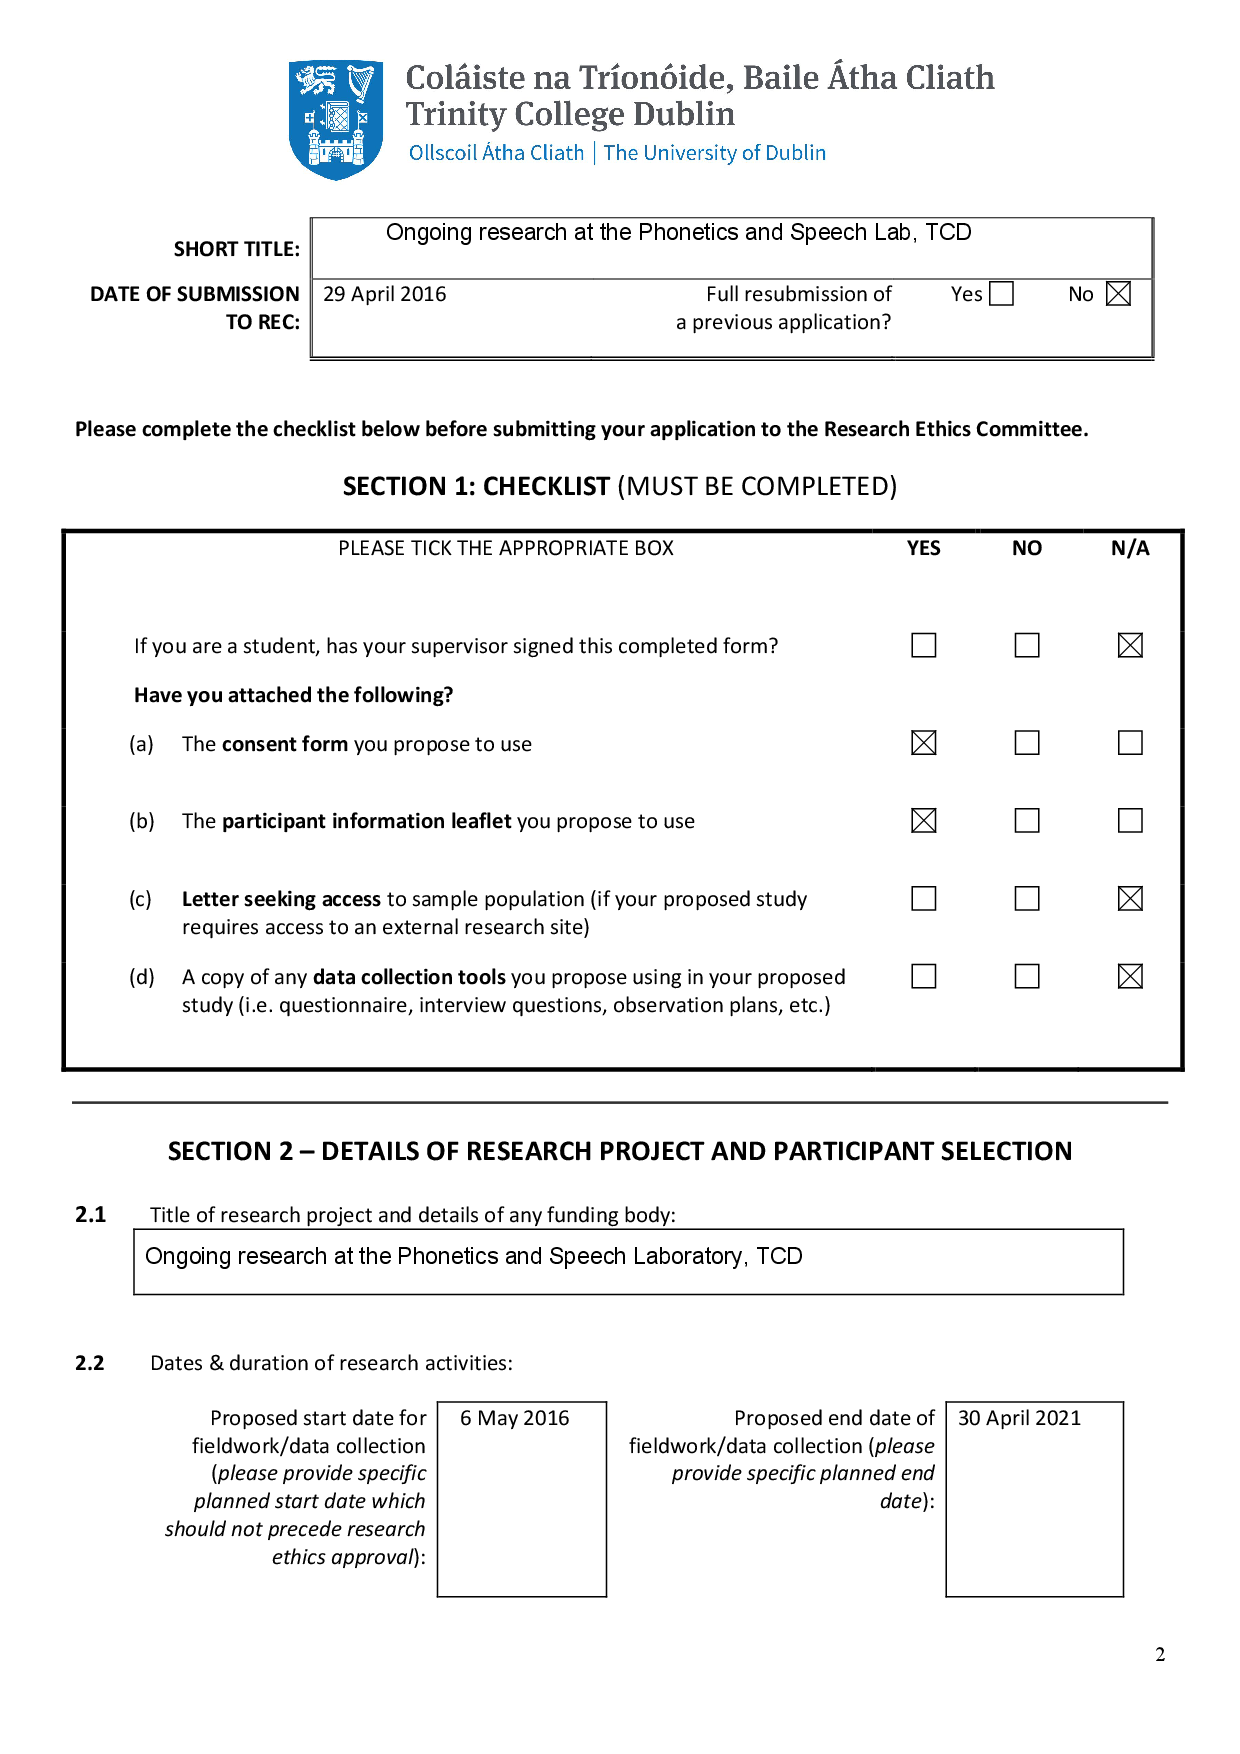 Coláiste na Tríonóide, Baile Átha Cliath
Trinity College Dublin
Ollscoil Átha Cliath | The University of Dublin
SHORT TITLE: Ongoing research at the Phonetics and Speech Lab, TCD
DATE OF SUBMISSION 29 April 2016 Full resubmission of Yes ☐ No ☒
TO REC: a previous application?
Please complete the checklist below before submitting your application to the Research Ethics Committee.
SECTION 1: CHECKLIST (MUST BE COMPLETED)
PLEASE TICK THE APPROPRIATE BOX YES NO N/A
If you are a student, has your supervisor signed this completed form? ☐ ☐ ☒
Have you attached the following?
(a) The consent form you propose to use ☒ ☐ ☐
(b) The participant information leaflet you propose to use ☒ ☐ ☐
(c) Letter seeking access to sample population (if your proposed study ☐ ☐ ☒
requires access to an external research site)
(d) A copy of any data collection tools you propose using in your proposed ☐ ☐ ☒
study (i.e. questionnaire, interview questions, observation plans, etc.)
SECTION 2 – DETAILS OF RESEARCH PROJECT AND PARTICIPANT SELECTION
2.1 Title of research project and details of any funding body:
Ongoing research at the Phonetics and Speech Laboratory, TCD
2.2 Dates & duration of research activities:
Proposed start date for
fieldwork/data collection
(please provide specific
planned start date which
should not precede research
ethics approval):
6 May 2016
Proposed end date of
fieldwork/data collection (please
provide specific planned end
date):
30 April 2021
2